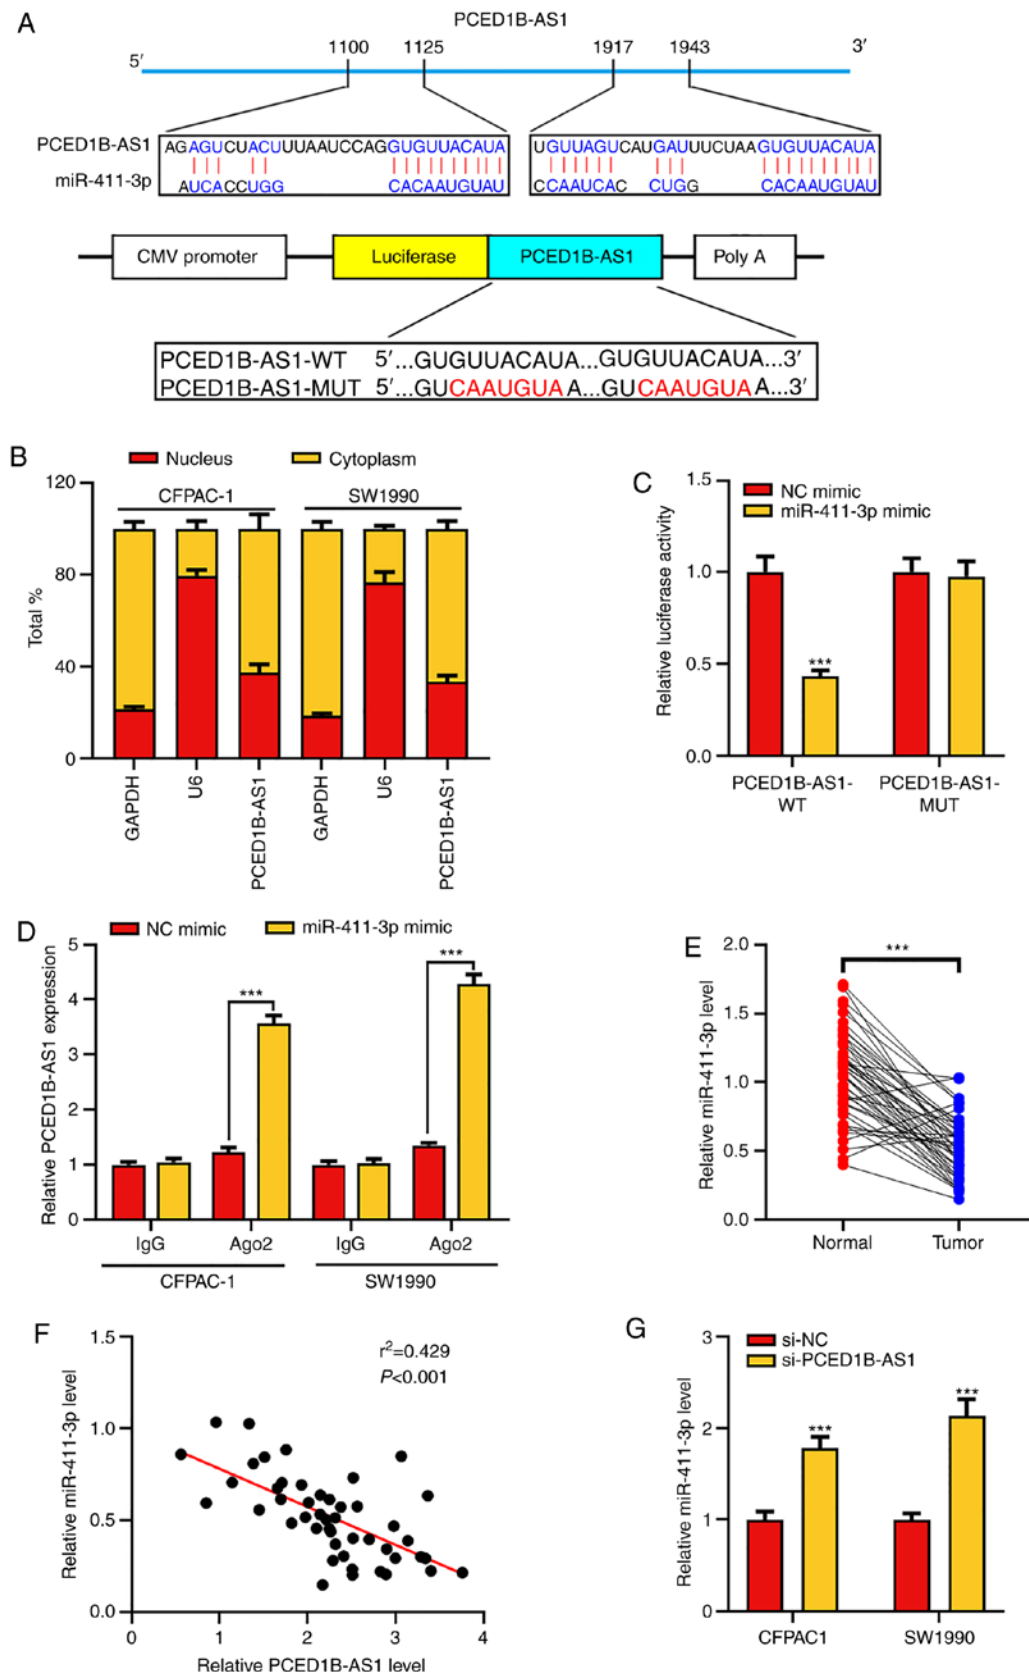 A
PCED1B-AS1
5′ 1100 1125 1917 1943 3′
PCED1B-AS1 AGAGUCUACUUUAAUCCAGGUGUUACAUA UGUUAGUCAUGAUUUCUAAGUGUUACAUA
miR-411-3p AUCACCUGG CACAAUGUAU CCAAUCAC CUGG CACAAUGUAU
CMV promoter Luciferase PCED1B-AS1 Poly A
PCED1B-AS1-WT 5′...GUGUUACAUA...GUGUUACAUA...3′
PCED1B-AS1-MUT 5′...GUCAAUGUAA...GUCAAUGUAA...3′
B
Nucleus Cytoplasm
CFPAC-1 SW1990
Total %
120
80
40
0
GAPDH U6 PCED1B-AS1 GAPDH U6 PCED1B-AS1
C
NC mimic
miR-411-3p mimic
Relative luciferase activity
1.5
1.0
0.5
0.0
***
PCED1B-AS1-WT PCED1B-AS1-MUT
D
NC mimic miR-411-3p mimic
Relative PCED1B-AS1 expression
5
4
3
2
1
0
*** ***
IgG Ago2 IgG Ago2
CFPAC-1 SW1990
E
Relative miR-411-3p level
2.0
1.5
1.0
0.5
0.0
***
Normal Tumor
F
Relative miR-411-3p level
1.5
1.0
0.5
0.0
r²=0.429
P<0.001
0 1 2 3 4
Relative PCED1B-AS1 level
G
si-NC
si-PCED1B-AS1
Relative miR-411-3p level
3
2
1
0
*** ***
CFPAC1 SW1990